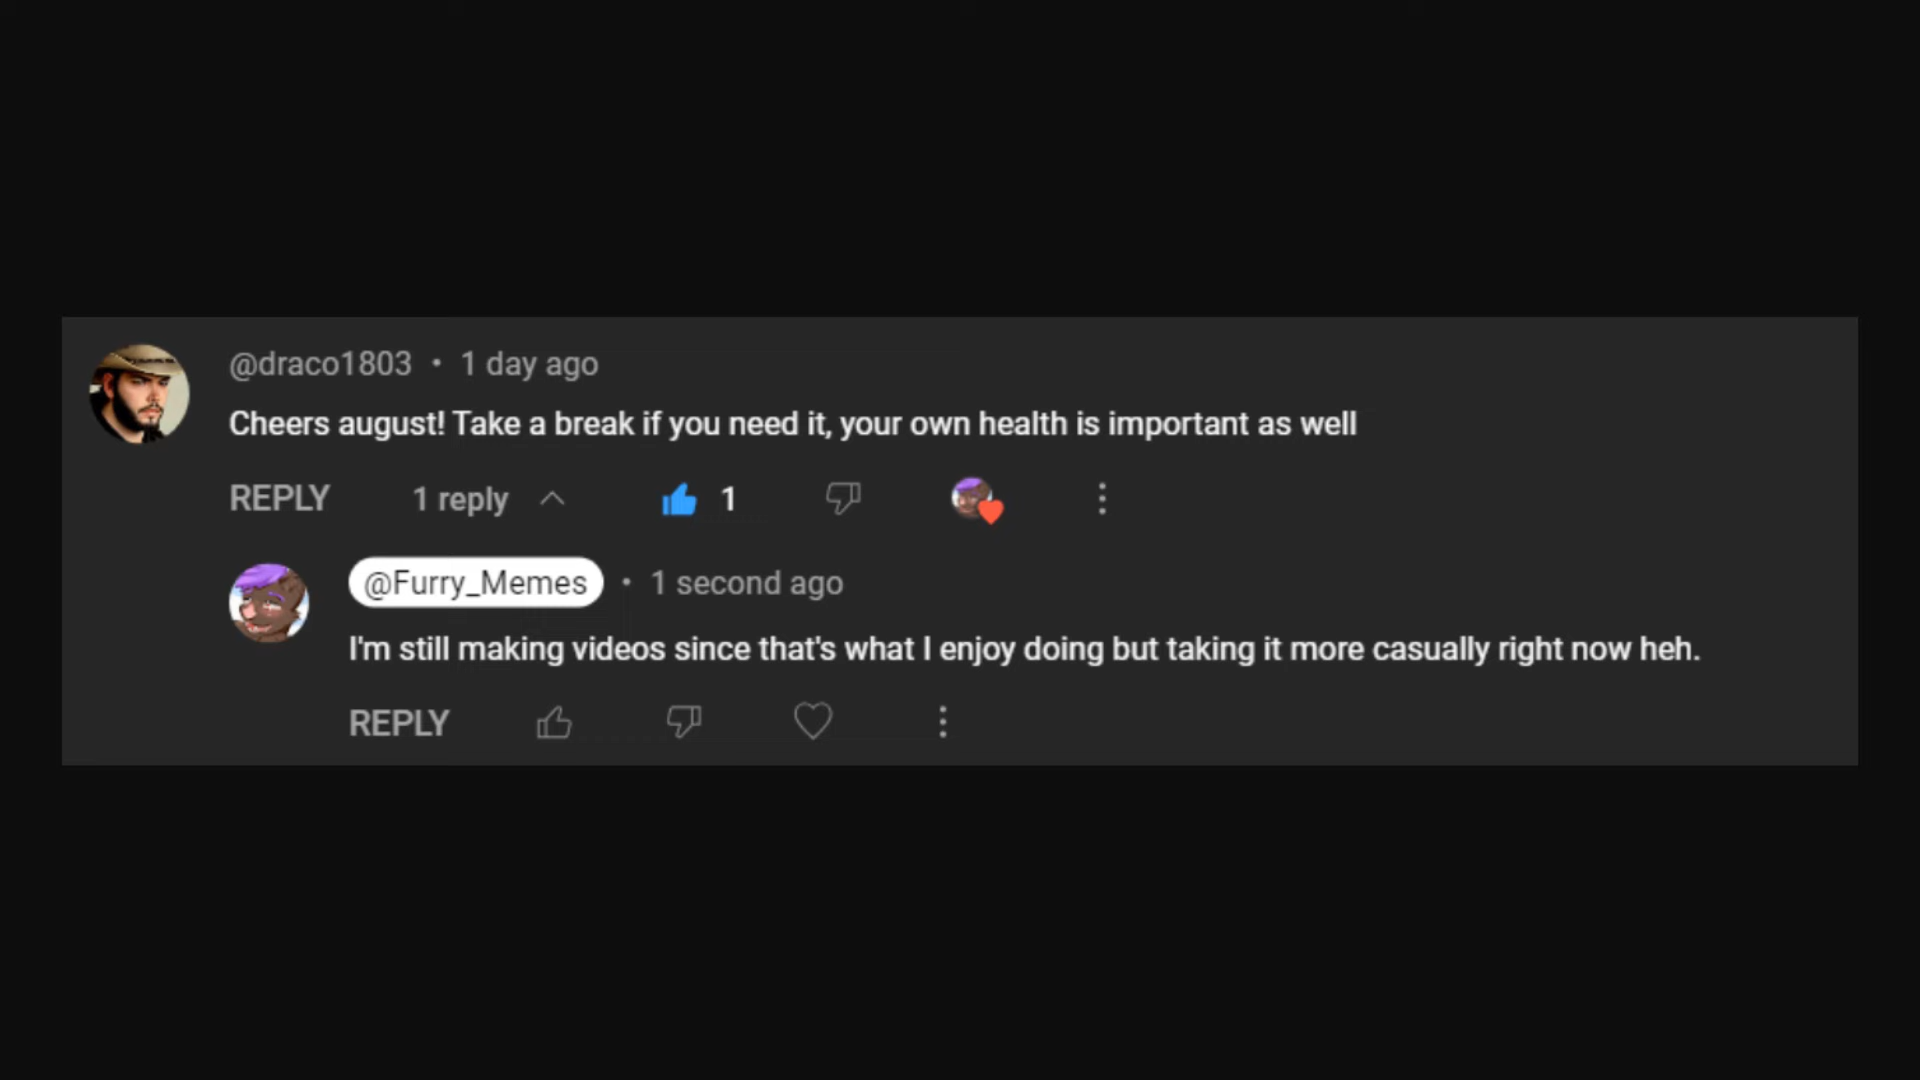 @draco1803 • 1 day ago
Cheers august! Take a break if you need it, your own health is important as well
REPLY 1 reply 1
@Furry_Memes • 1 second ago
I'm still making videos since that's what I enjoy doing but taking it more casually right now heh.
REPLY